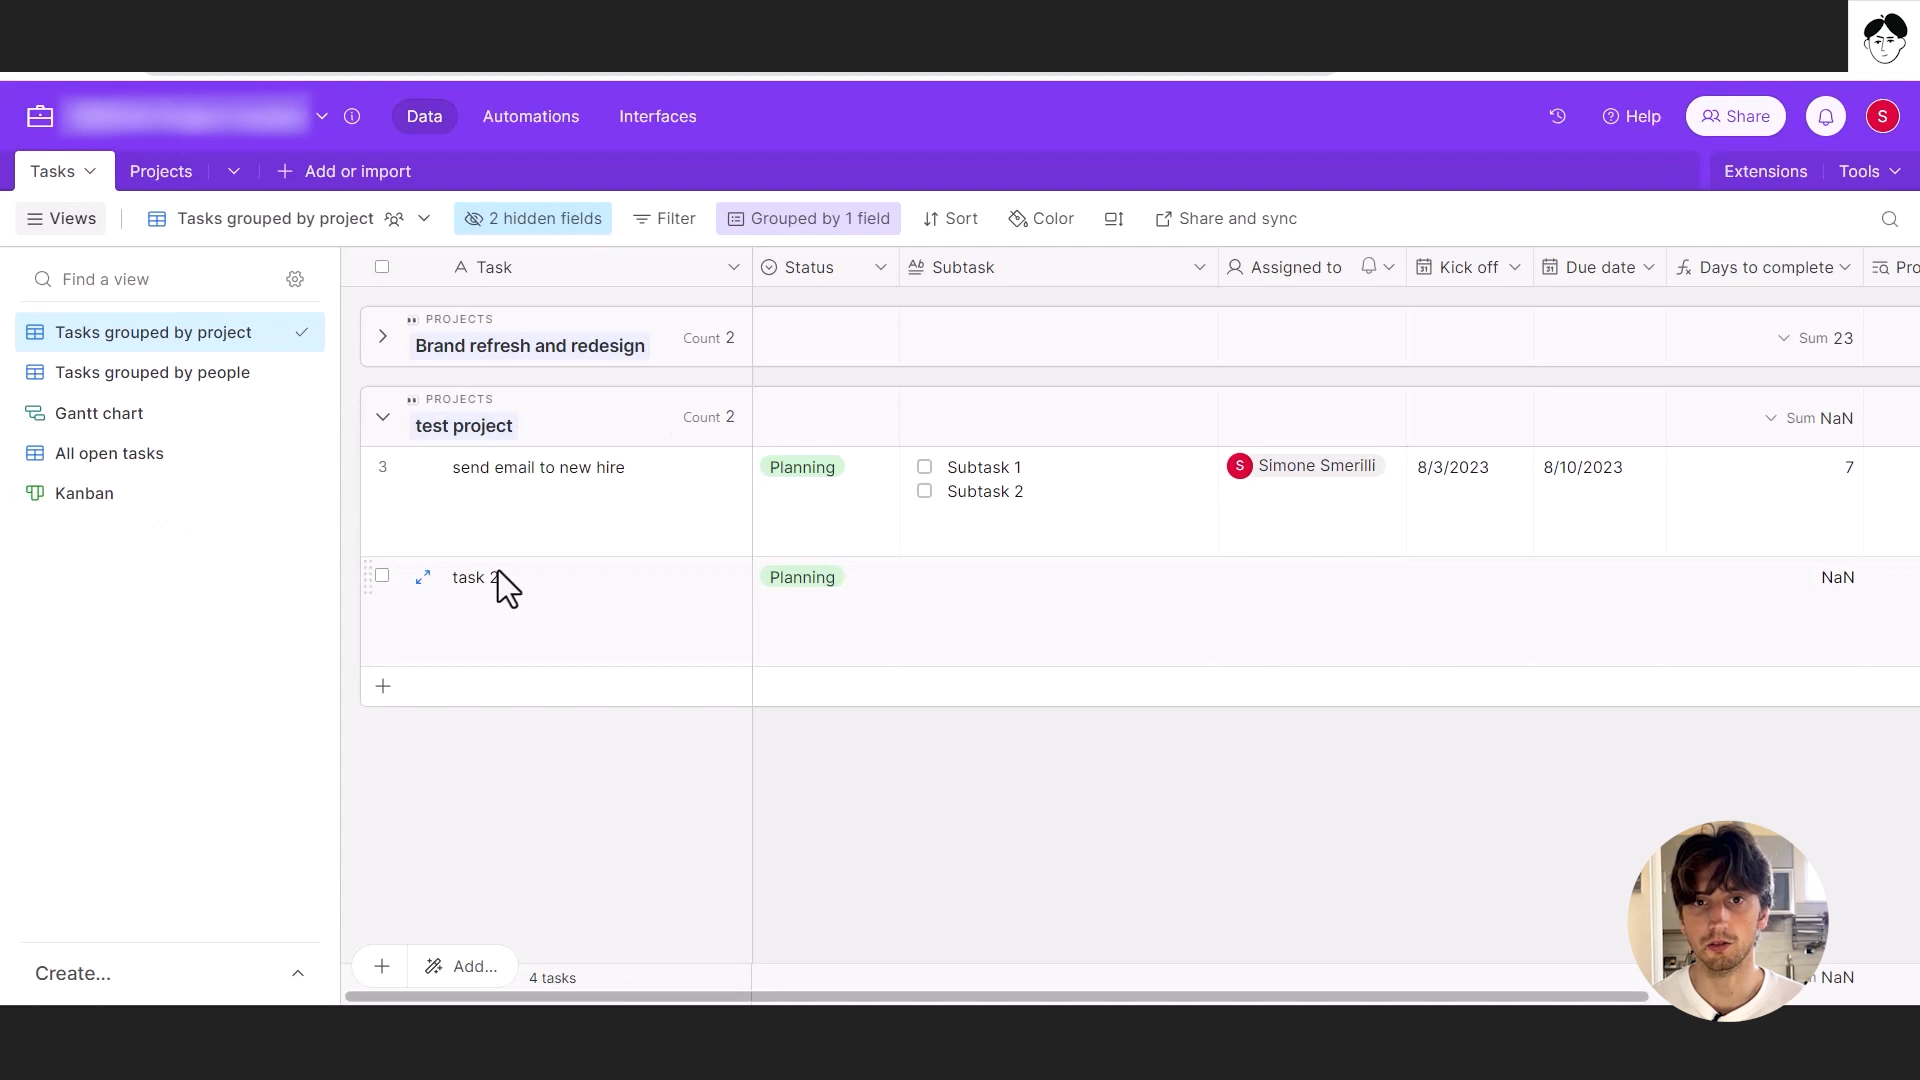 Data
Automations
Interfaces
Help
Share
S
Tasks
Projects
Add or import
Extensions
Tools
Views
Tasks grouped by project
2 hidden fields
Filter
Grouped by 1 field
Sort
Color
Share and sync
Find a view
Tasks grouped by project
Tasks grouped by people
Gantt chart
All open tasks
Kanban
Create...
Task
Status
Subtask
Assigned to
Kick off
Due date
Days to complete
Pro
PROJECTS
Brand refresh and redesign
Count 2
Sum 23
PROJECTS
test project
Count 2
Sum NaN
3
send email to new hire
Planning
Subtask 1
Subtask 2
S Simone Smerilli
8/3/2023
8/10/2023
7
task 2
Planning
NaN
Add...
4 tasks
NaN